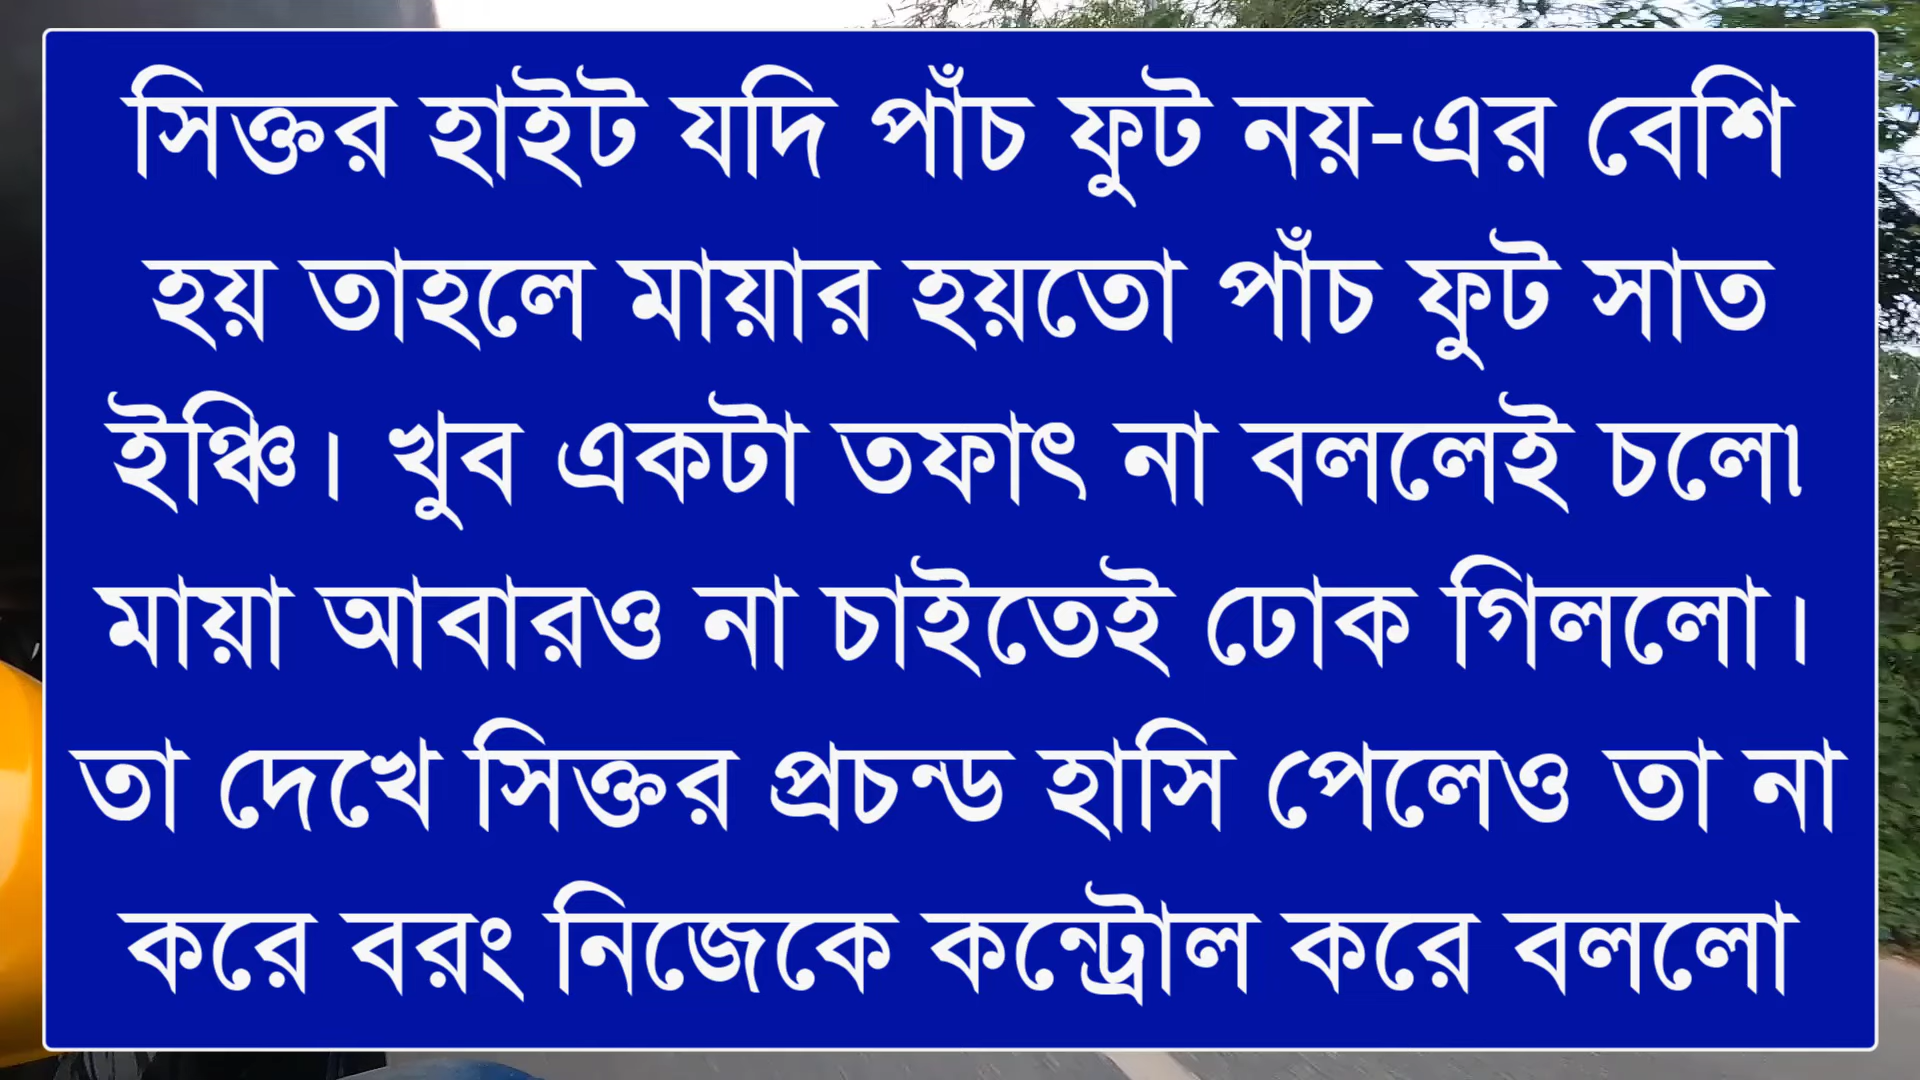 সিক্তর হাইট যদি পাঁচ ফুট নয়-এর বেশি
হয় তাহলে মায়ার হয়তো পাঁচ ফুট সাত
ইঞ্চি। খুব একটা তফাৎ না বললেই চলে৷
মায়া আবারও না চাইতেই ঢোক গিললো।
তা দেখে সিক্তর প্রচন্ড হাসি পেলেও তা না
করে বরং নিজেকে কন্ট্রোল করে বললো